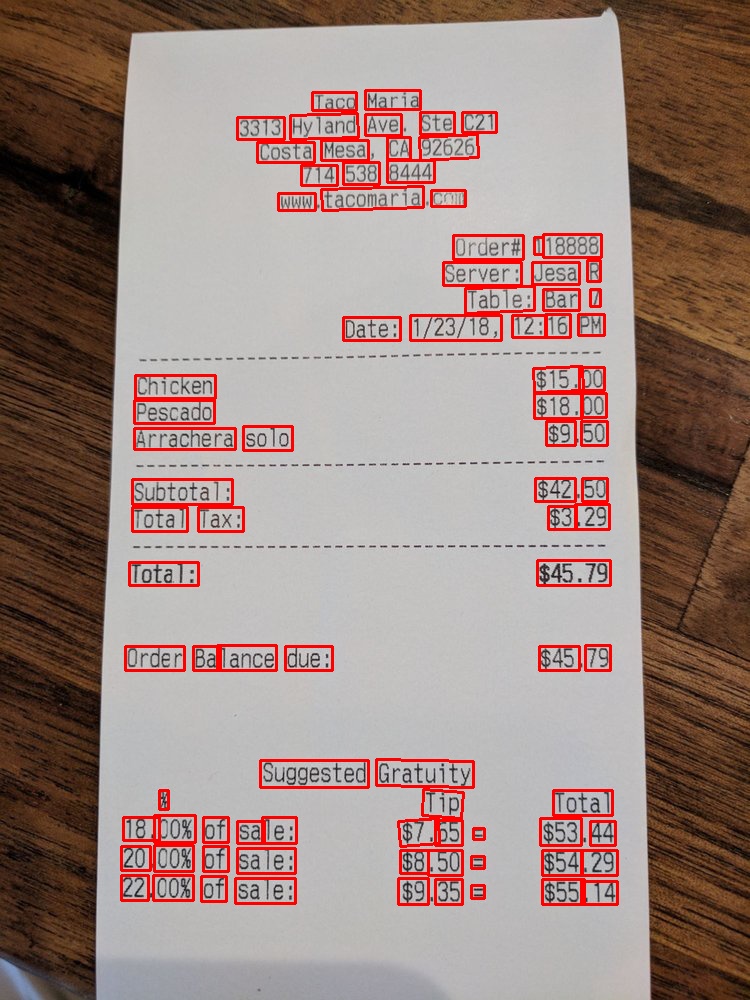 Taco Maria
3313 Hyland Ave. Ste C21
Costa Mesa, CA 92626
714 538 8444
www.tacomaria.com
Order# 118888
Server: Jesa R
Table: Bar 7
Date: 1/23/18, 12:16 PM
Chicken $15.00
Pescado $18.00
Arrachera solo $9.50
Subtotal: $42.50
Total Tax: $3.29
Total: $45.79
Order Balance due: $45.79
Suggested Gratuity
% Tip Total
18.00% of sale: $7.65 = $53.44
20.00% of sale: $8.50 = $54.29
22.00% of sale: $9.35 = $55.14